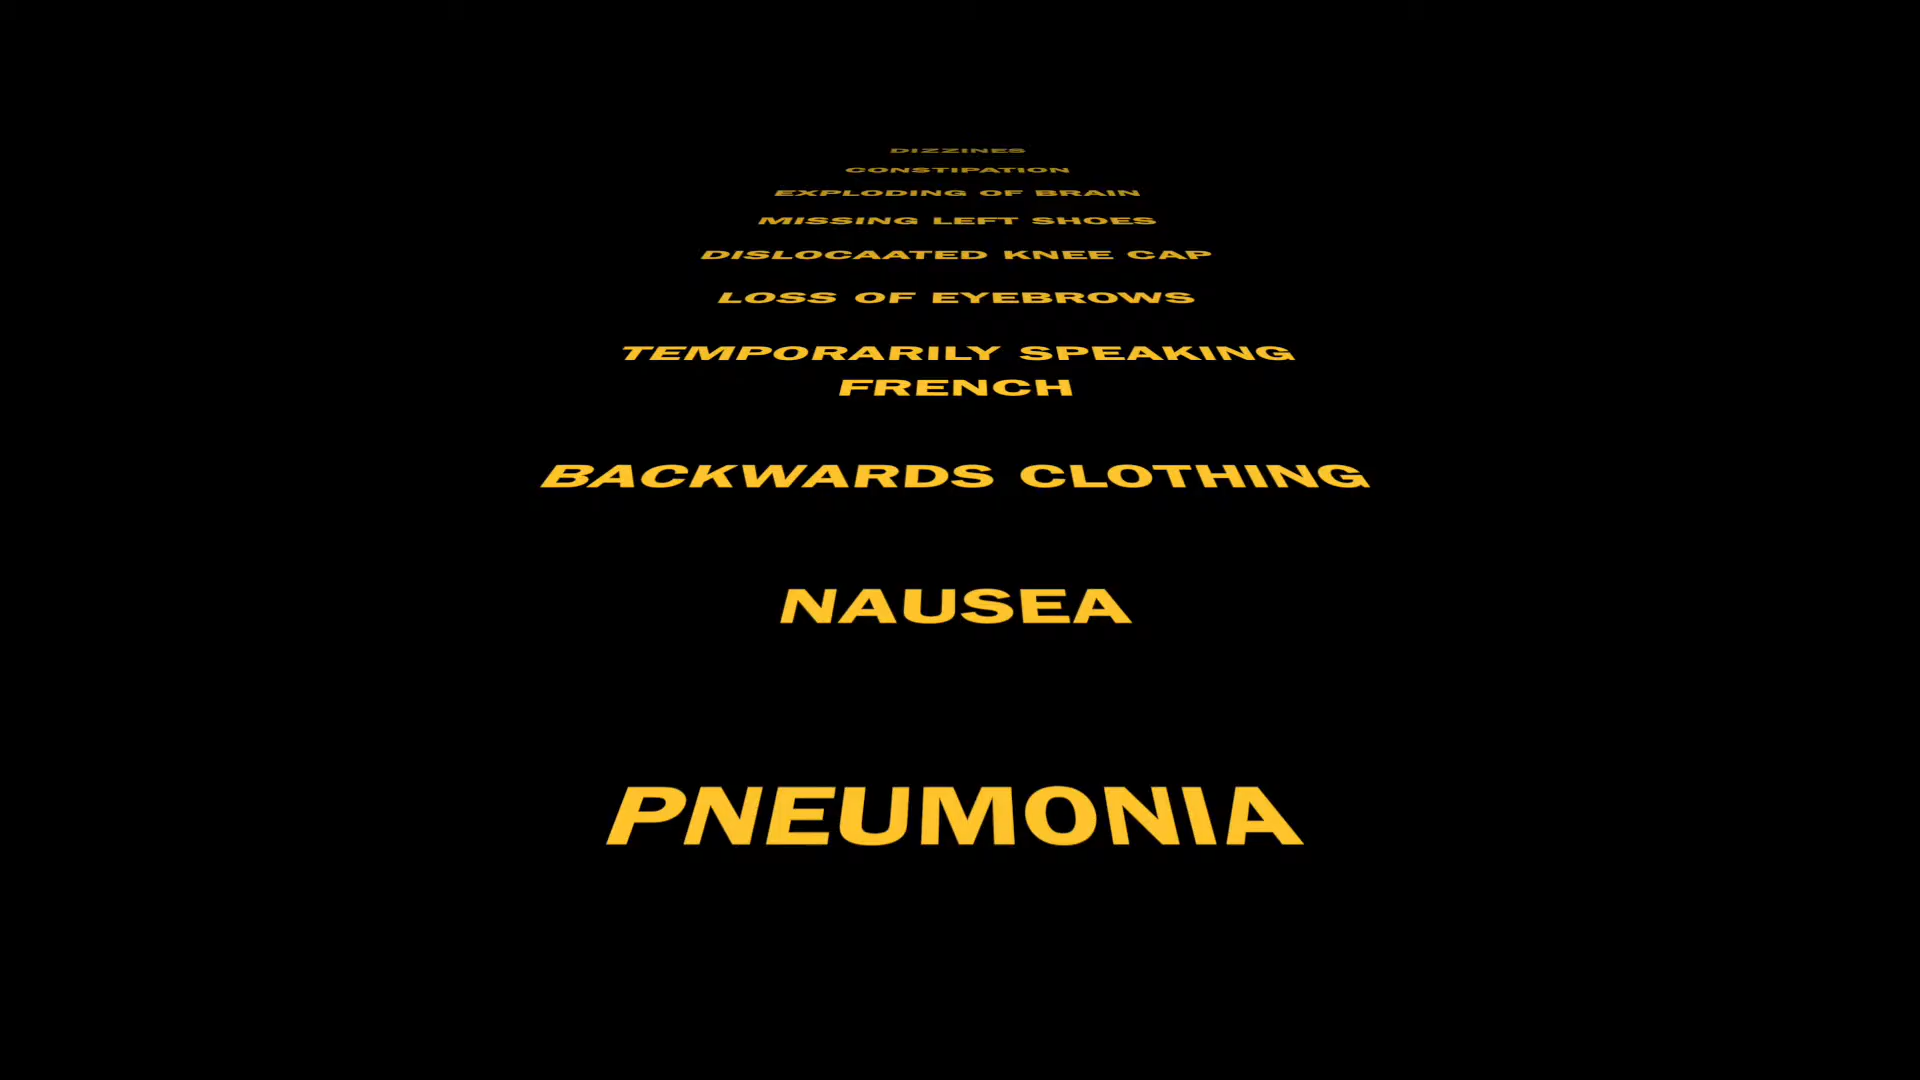 DIZZINES
CONSTIPATION
EXPLODING OF BRAIN
MISSING LEFT SHOES
DISLOCAATED KNEE CAP
LOSS OF EYEBROWS
TEMPORARILY SPEAKING
FRENCH
BACKWARDS CLOTHING
NAUSEA
PNEUMONIA